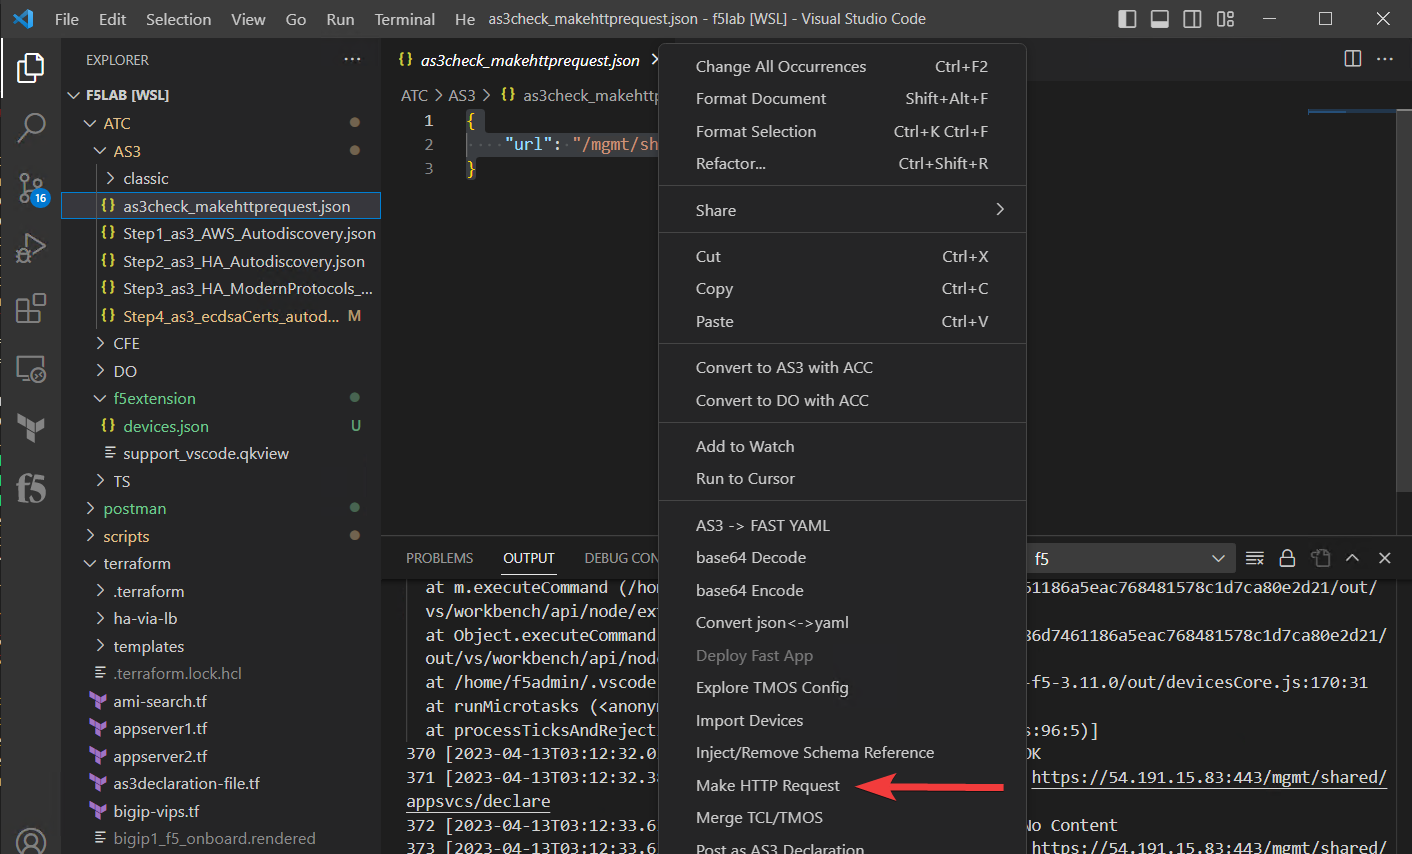 File Edit Selection View Go Run Terminal He as3check_makehttprequest.json - f5lab [WSL] - Visual Studio Code
EXPLORER
F5LAB [WSL]
ATC
AS3
classic
as3check_makehttprequest.json
Step1_as3_AWS_Autodiscovery.json
Step2_as3_HA_Autodiscovery.json
Step3_as3_HA_ModernProtocols_...
Step4_as3_ecdsaCerts_autod... M
CFE
DO
f5extension
devices.json U
support_vscode.qkview
TS
postman
scripts
terraform
.terraform
ha-via-lb
templates
.terraform.lock.hcl
ami-search.tf
appserver1.tf
appserver2.tf
as3declaration-file.tf
bigip-vips.tf
bigip1_f5_onboard.rendered
16
f5
{} as3check_makehttprequest.json
ATC > AS3 > {} as3check_makehttp
1 {
2 "url": "/mgmt/sh
3 }
Change All Occurrences Ctrl+F2
Format Document Shift+Alt+F
Format Selection Ctrl+K Ctrl+F
Refactor... Ctrl+Shift+R
Share
Cut Ctrl+X
Copy Ctrl+C
Paste Ctrl+V
Convert to AS3 with ACC
Convert to DO with ACC
Add to Watch
Run to Cursor
AS3 -> FAST YAML
base64 Decode
base64 Encode
Convert json<->yaml
Deploy Fast App
Explore TMOS Config
Import Devices
Inject/Remove Schema Reference
Make HTTP Request
Merge TCL/TMOS
Post as AS3 Declaration
PROBLEMS OUTPUT DEBUG CON f5
at m.executeCommand (/ho 61186a5eac768481578c1d7ca80e2d21/out/
vs/workbench/api/node/ex
at Object.executeCommand 86d7461186a5eac768481578c1d7ca80e2d21/
out/vs/workbench/api/nod
at /home/f5admin/.vscode -f5-3.11.0/out/devicesCore.js:170:31
at runMicrotasks (<anony
at processTicksAndReject s:96:5)]
370 [2023-04-13T03:12:32.0 OK
371 [2023-04-13T03:12:32.38 https://54.191.15.83:443/mgmt/shared/
appsvcs/declare
372 [2023-04-13T03:12:33.6 No Content
373 [2023-04-13T03:12:33.6 https://54.191.15.83:443/mgmt/shared/